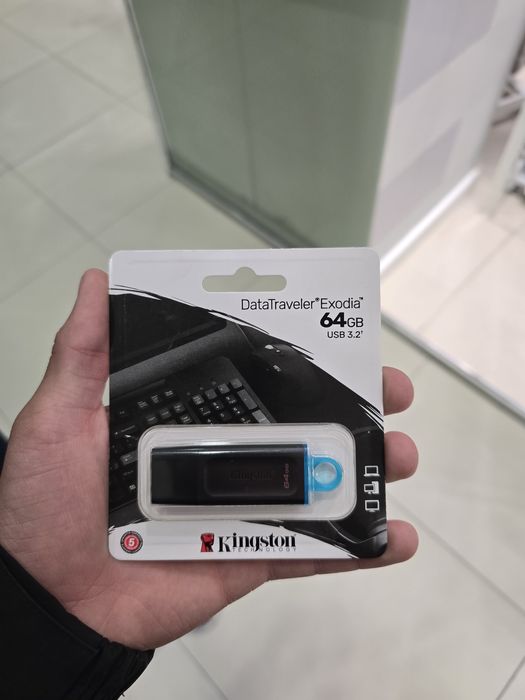 DataTraveler® Exodia™
64GB
USB 3.2†
Kingston
64GB
5
Kingston
TECHNOLOGY